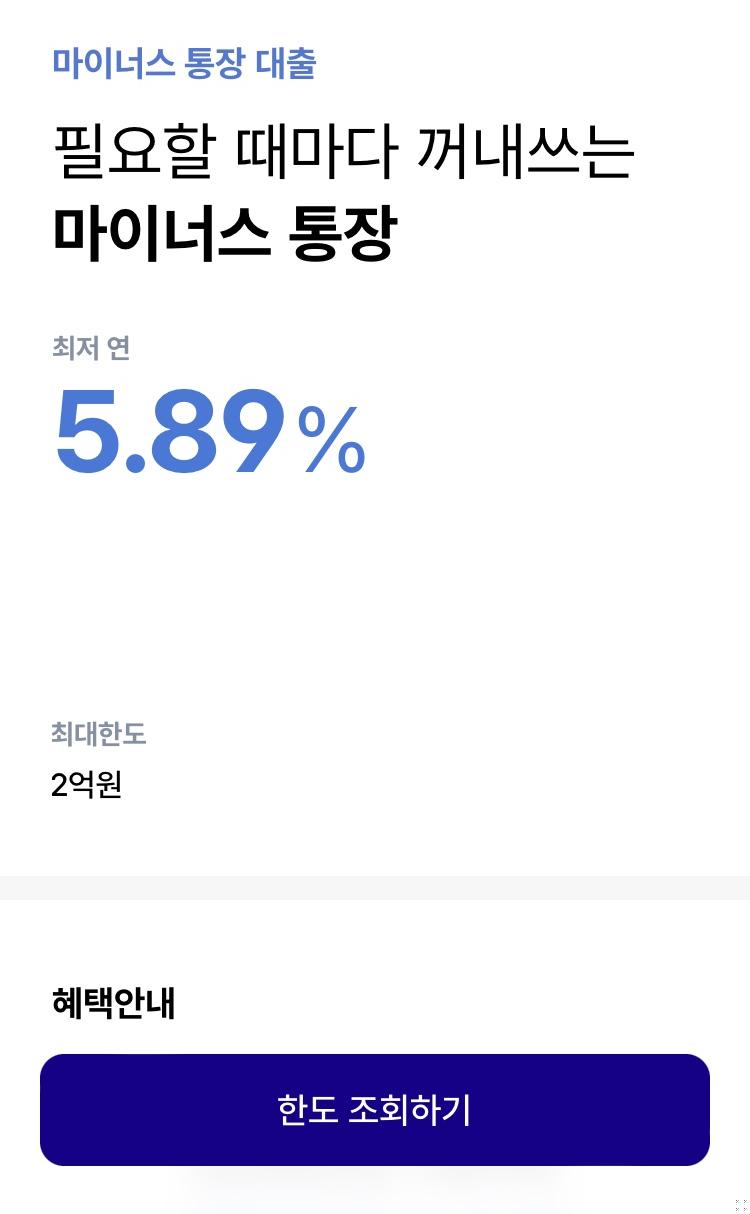 마이너스 통장 대출
필요할 때마다 꺼내쓰는
마이너스 통장
최저 연
5.89%
최대한도
2억원
혜택안내
한도 조회하기